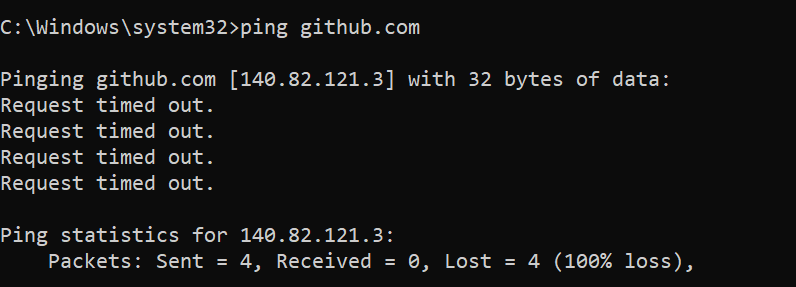 C:\Windows\system32>ping github.com
Pinging github.com [140.82.121.3] with 32 bytes of data:
Request timed out.
Request timed out.
Request timed out.
Request timed out.
Ping statistics for 140.82.121.3:
Packets: Sent = 4, Received = 0, Lost = 4 (100% loss),